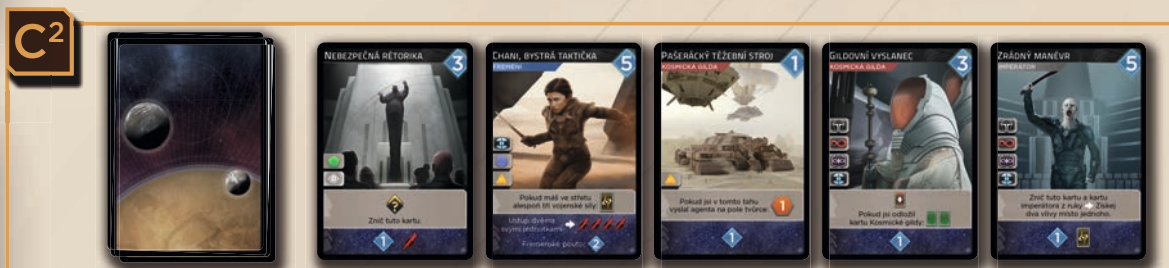 C²
NEBEZPEČNÁ RÉTORIKA
3
Znič tuto kartu.
1
CHANI, BYSTRÁ TAKTIČKA
5
FREMENI
Pokud máš ve střetu
alespoň tři vojenské síly:
Ustup dvěma
svými jednotkami
Fremenské pouto:
2
PAŠERÁCKÝ TĚŽEBNÍ STROJ
1
KOSMICKÁ GILDA
Pokud jsi v tomto tahu
vyslal agenta na pole tvůrce:
1
1
GILDOVNÍ VYSLANEC
3
KOSMICKÁ GILDA
Pokud jsi odložil
kartu Kosmické gildy:
1
ZRÁDNÝ MANÉVR
5
IMPERÁTOR
Znič tuto kartu a kartu
imperátora z ruky
Získej
dva vlivy místo jednoho.
1